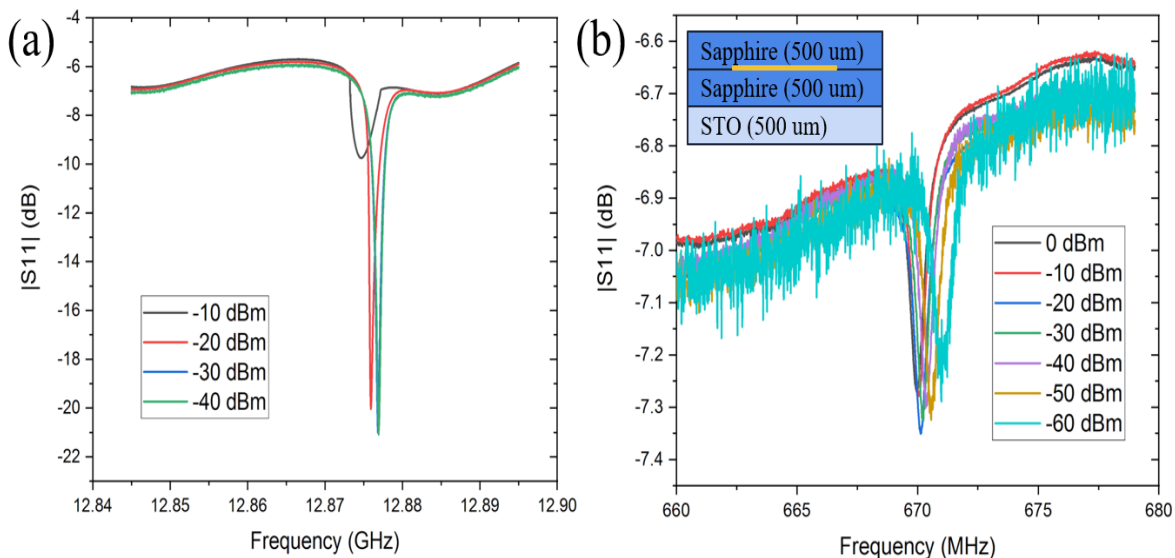 (a)
|S11| (dB)
-4
-6
-8
-10
-12
-14
-16
-18
-20
-22
-10 dBm
-20 dBm
-30 dBm
-40 dBm
12.84 12.85 12.86 12.87 12.88 12.89 12.90
Frequency (GHz)
(b)
|S11| (dB)
-6.6
-6.7
-6.8
-6.9
-7.0
-7.1
-7.2
-7.3
-7.4
Sapphire (500 um)
Sapphire (500 um)
STO (500 um)
0 dBm
-10 dBm
-20 dBm
-30 dBm
-40 dBm
-50 dBm
-60 dBm
660 665 670 675 680
Frequency (MHz)